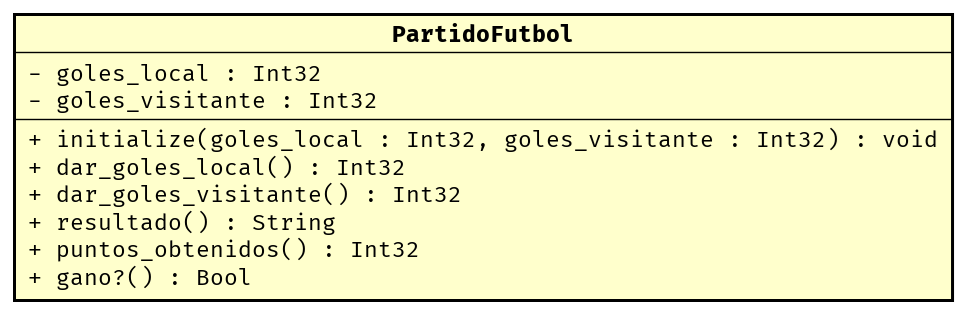 PartidoFutbol
- goles_local : Int32
- goles_visitante : Int32
+ initialize(goles_local : Int32, goles_visitante : Int32) : void
+ dar_goles_local() : Int32
+ dar_goles_visitante() : Int32
+ resultado() : String
+ puntos_obtenidos() : Int32
+ gano?() : Bool